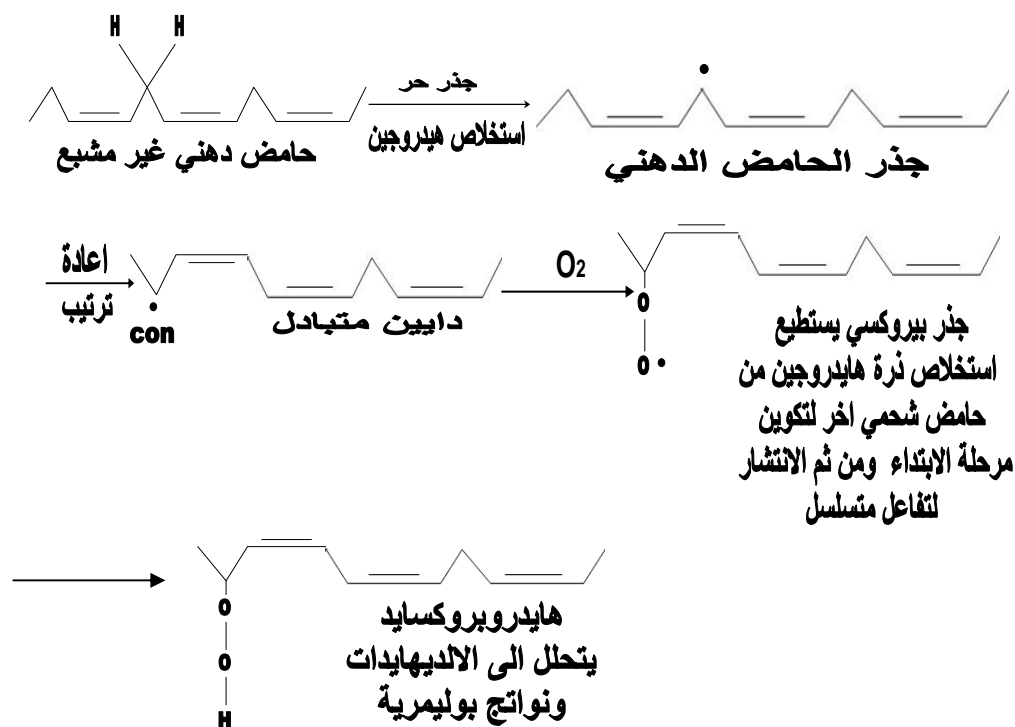 H H
جذر حر
استخلاص هيدروجين
حامض دهني غير مشبع
•
جذر الحامض الدهني
اعادة
ترتيب
•
con
دايين متبادل
O₂
O
O •
جذر بيروكسي يستطيع
استخلاص ذرة هايدروجين من
حامض شحمي اخر لتكوين
مرحلة الابتداء ومن ثم الانتشار
لتفاعل متسلسل
O
O
H
هايدروبروكسايد
يتحلل الى الالديهايدات
ونواتج بوليمرية